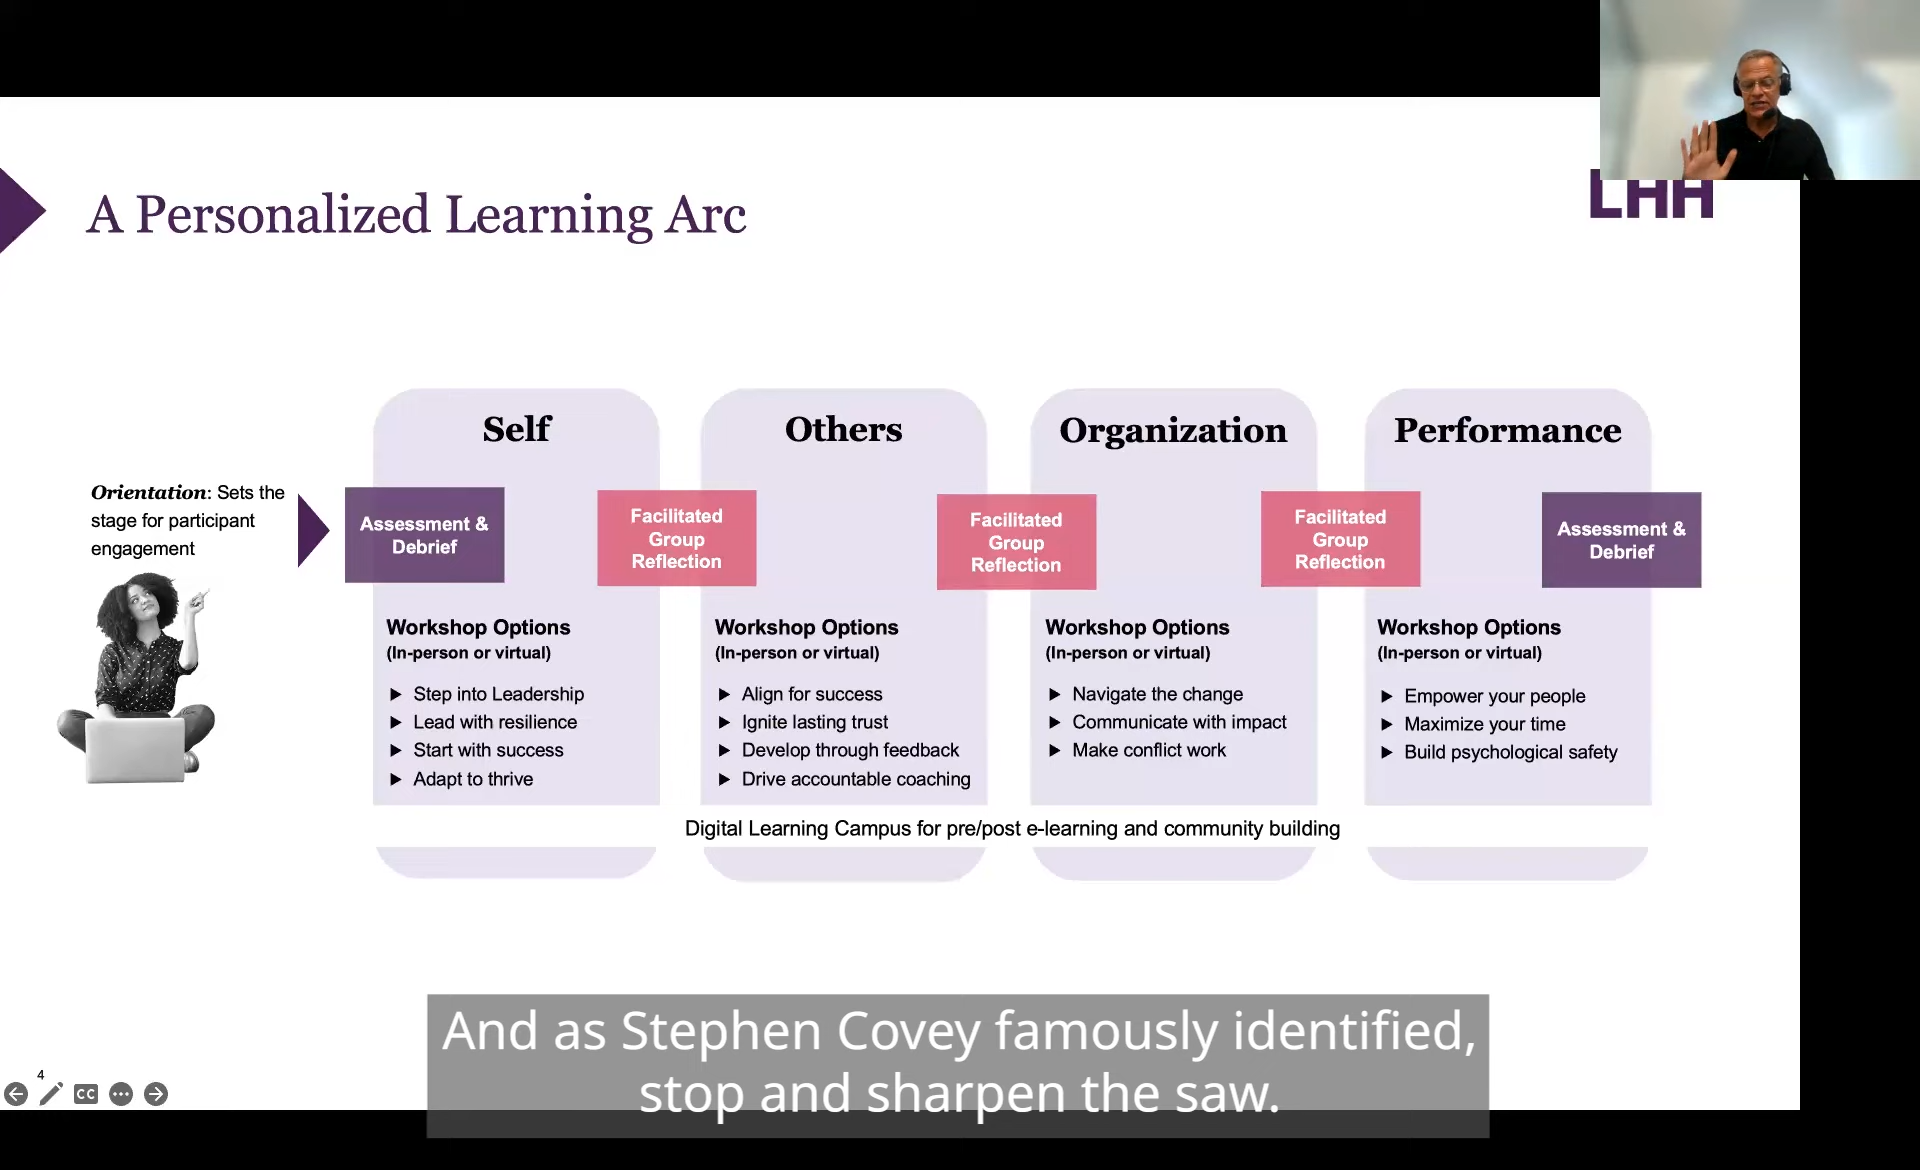 A Personalized Learning Arc
LHH
Orientation: Sets the
stage for participant
engagement
Self
Assessment &
Debrief
Workshop Options
(In-person or virtual)
Step into Leadership
Lead with resilience
Start with success
Adapt to thrive
Facilitated
Group
Reflection
Others
Workshop Options
(In-person or virtual)
Align for success
Ignite lasting trust
Develop through feedback
Drive accountable coaching
Facilitated
Group
Reflection
Organization
Workshop Options
(In-person or virtual)
Navigate the change
Communicate with impact
Make conflict work
Facilitated
Group
Reflection
Performance
Assessment &
Debrief
Workshop Options
(In-person or virtual)
Empower your people
Maximize your time
Build psychological safety
Digital Learning Campus for pre/post e-learning and community building
4
CC
And as Stephen Covey famously identified,
stop and sharpen the saw.